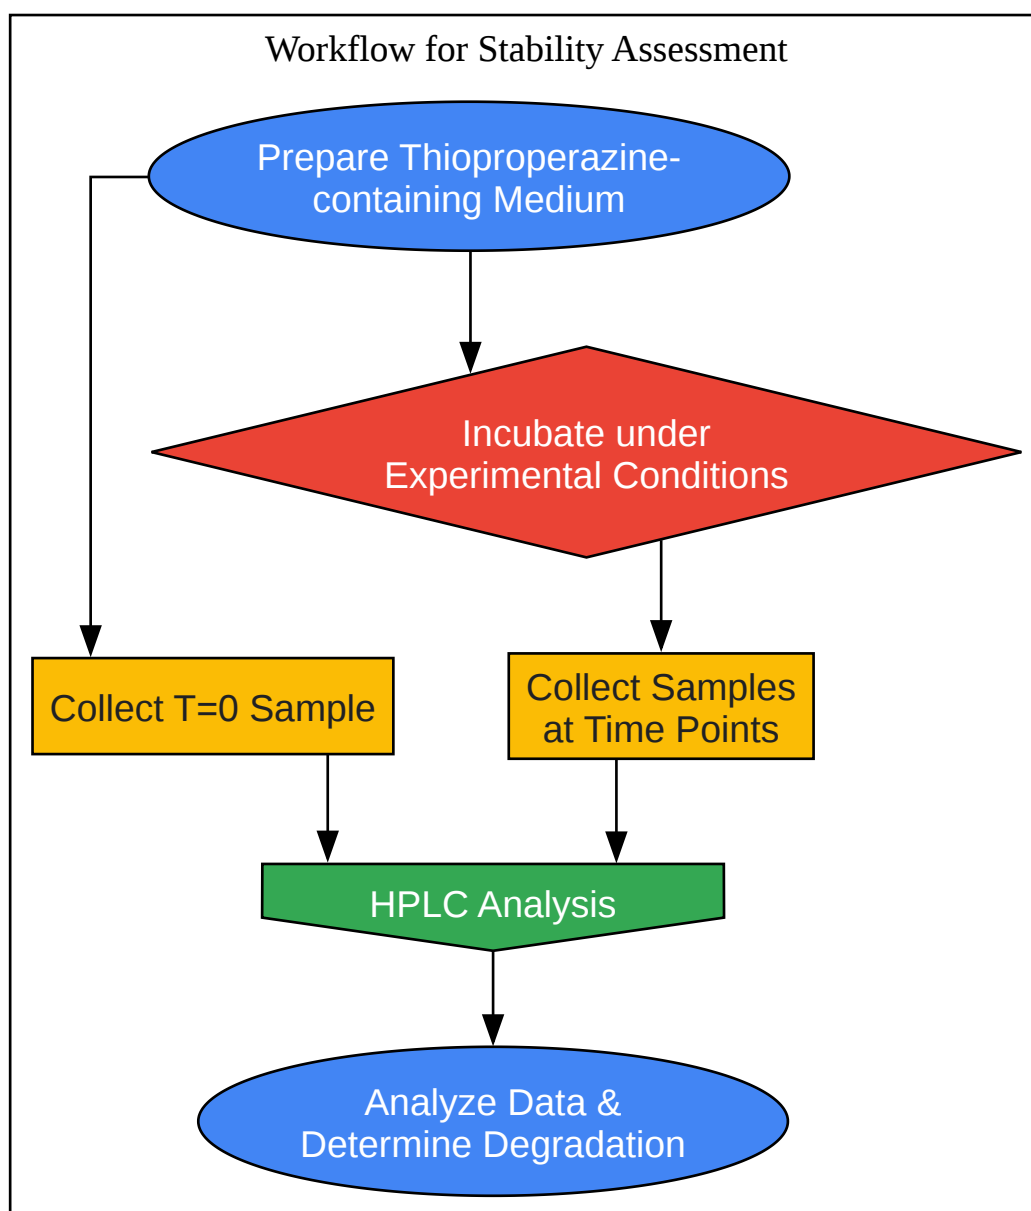 Workflow for Stability Assessment
Prepare Thioproperazine-
containing Medium
Incubate under
Experimental Conditions
Collect T=0 Sample
Collect Samples
at Time Points
HPLC Analysis
Analyze Data &
Determine Degradation